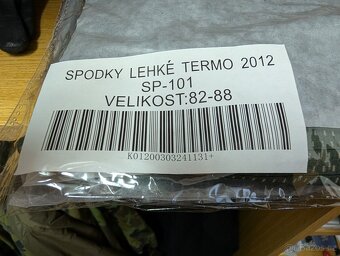 SPODKY LEHKÉ TERMO 2012
SP-101
VELIKOST:82-88
K01200303241131+